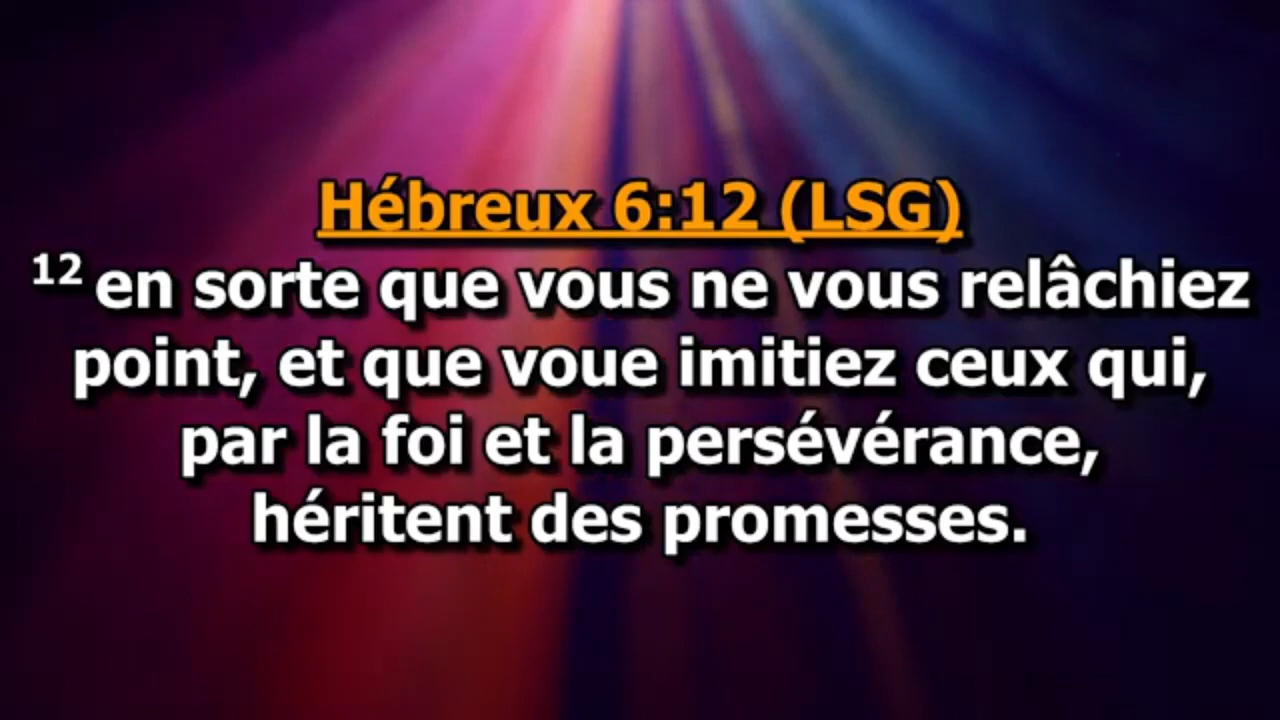 Hébreux 6:12 (LSG)
12 en sorte que vous ne vous relâchiez
point, et que voue imitiez ceux qui,
par la foi et la persévérance,
héritent des promesses.